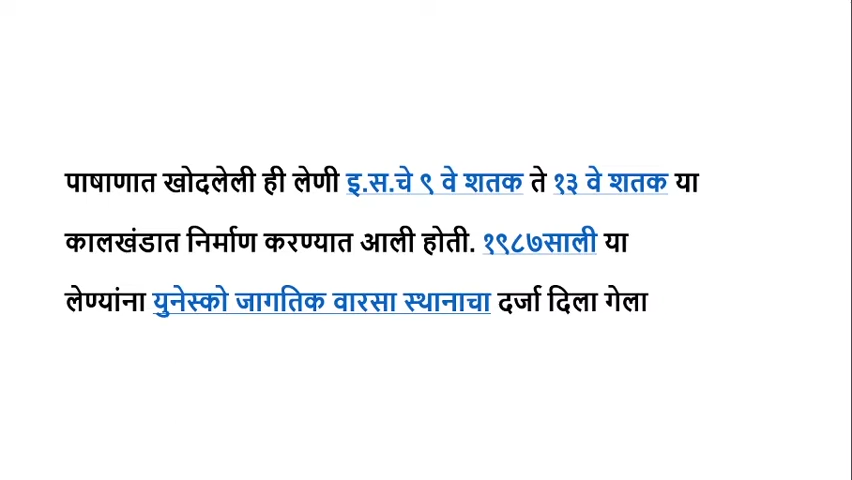 पाषाणात खोदलेली ही लेणी इ.स.चे ९ वे शतक ते १३ वे शतक या
कालखंडात निर्माण करण्यात आली होती. १९८७साली या
लेण्यांना युनेस्को जागतिक वारसा स्थानाचा दर्जा दिला गेला